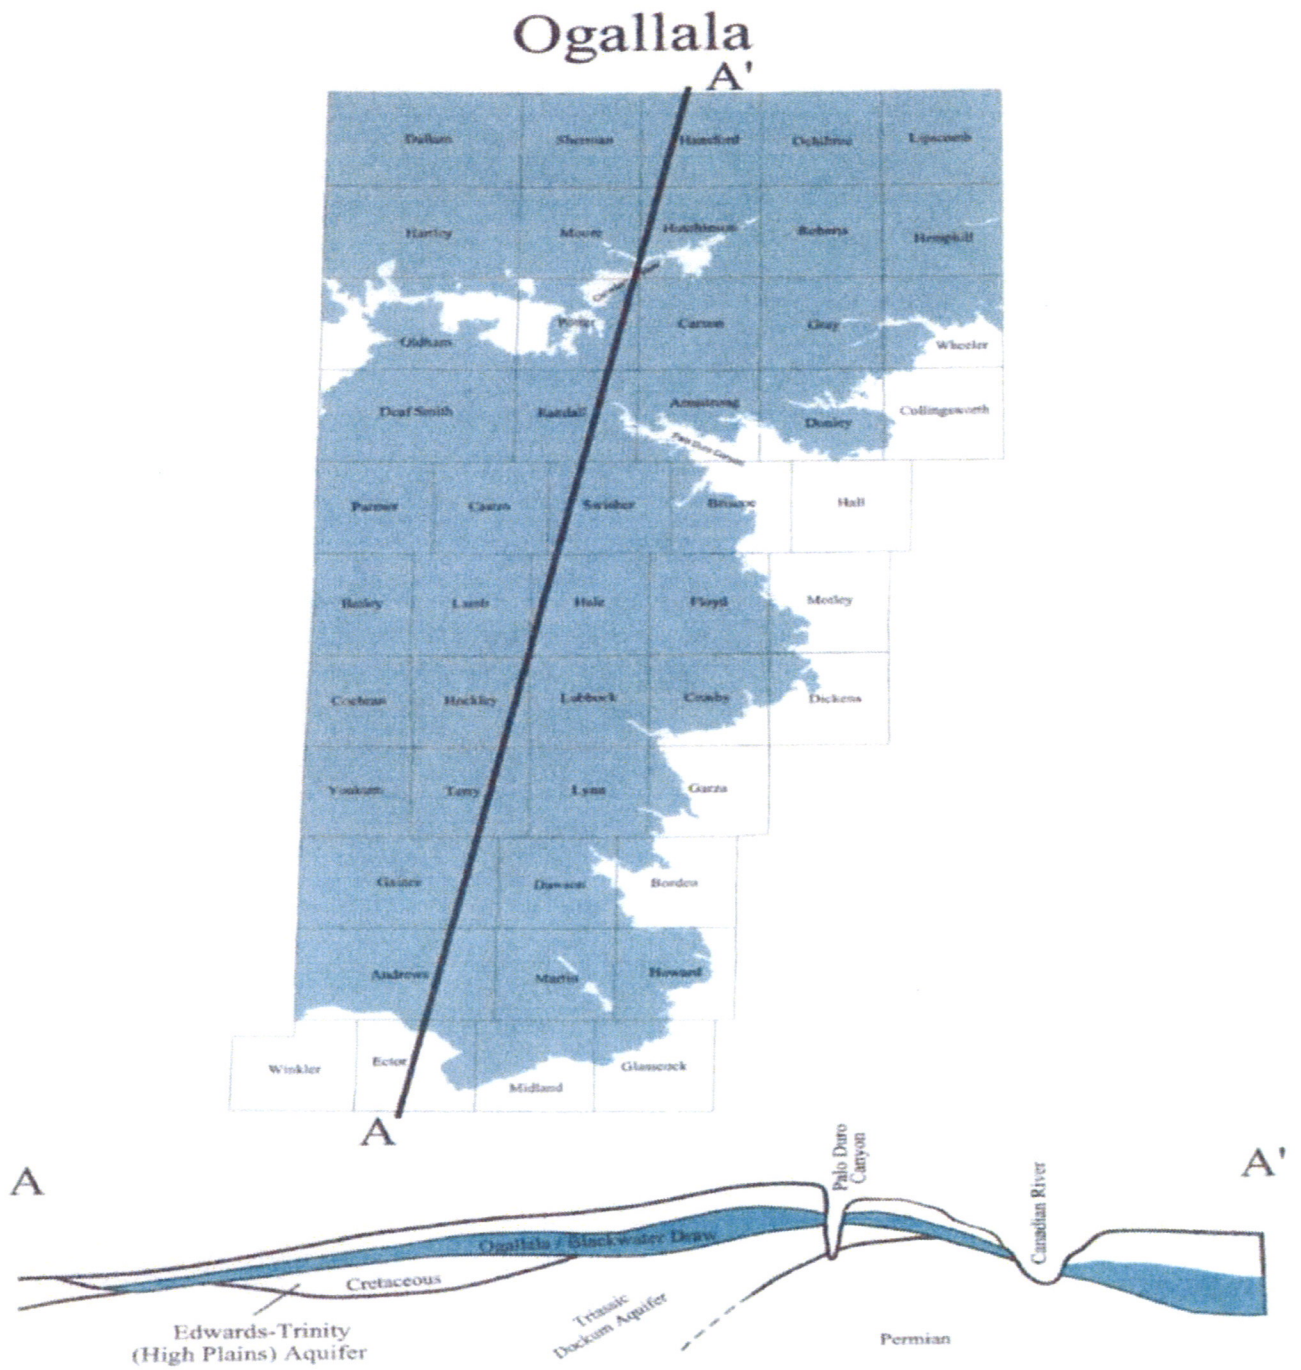 Ogallala
A'
Dallam
Sherman
Hansford
Ochiltree
Lipscomb
Hartley
Moore
Hutchinson
Roberts
Hemphill
Oldham
Potter
Carson
Gray
Wheeler
Deaf Smith
Randall
Armstrong
Donley
Collingsworth
Palo Duro Canyon
Parmer
Castro
Swisher
Briscoe
Hall
Bailey
Lamb
Hale
Floyd
Motley
Cochran
Hockley
Lubbock
Crosby
Dickens
Yoakum
Terry
Lynn
Garza
Gaines
Dawson
Borden
Andrews
Martin
Howard
Winkler
Ector
Midland
Glasscock
A
A
Palo Duro
Canyon
Canadian River
A'
Ogallala / Blackwater Draw
Cretaceous
Edwards-Trinity
(High Plains) Aquifer
Triassic
Dockum Aquifer
Permian